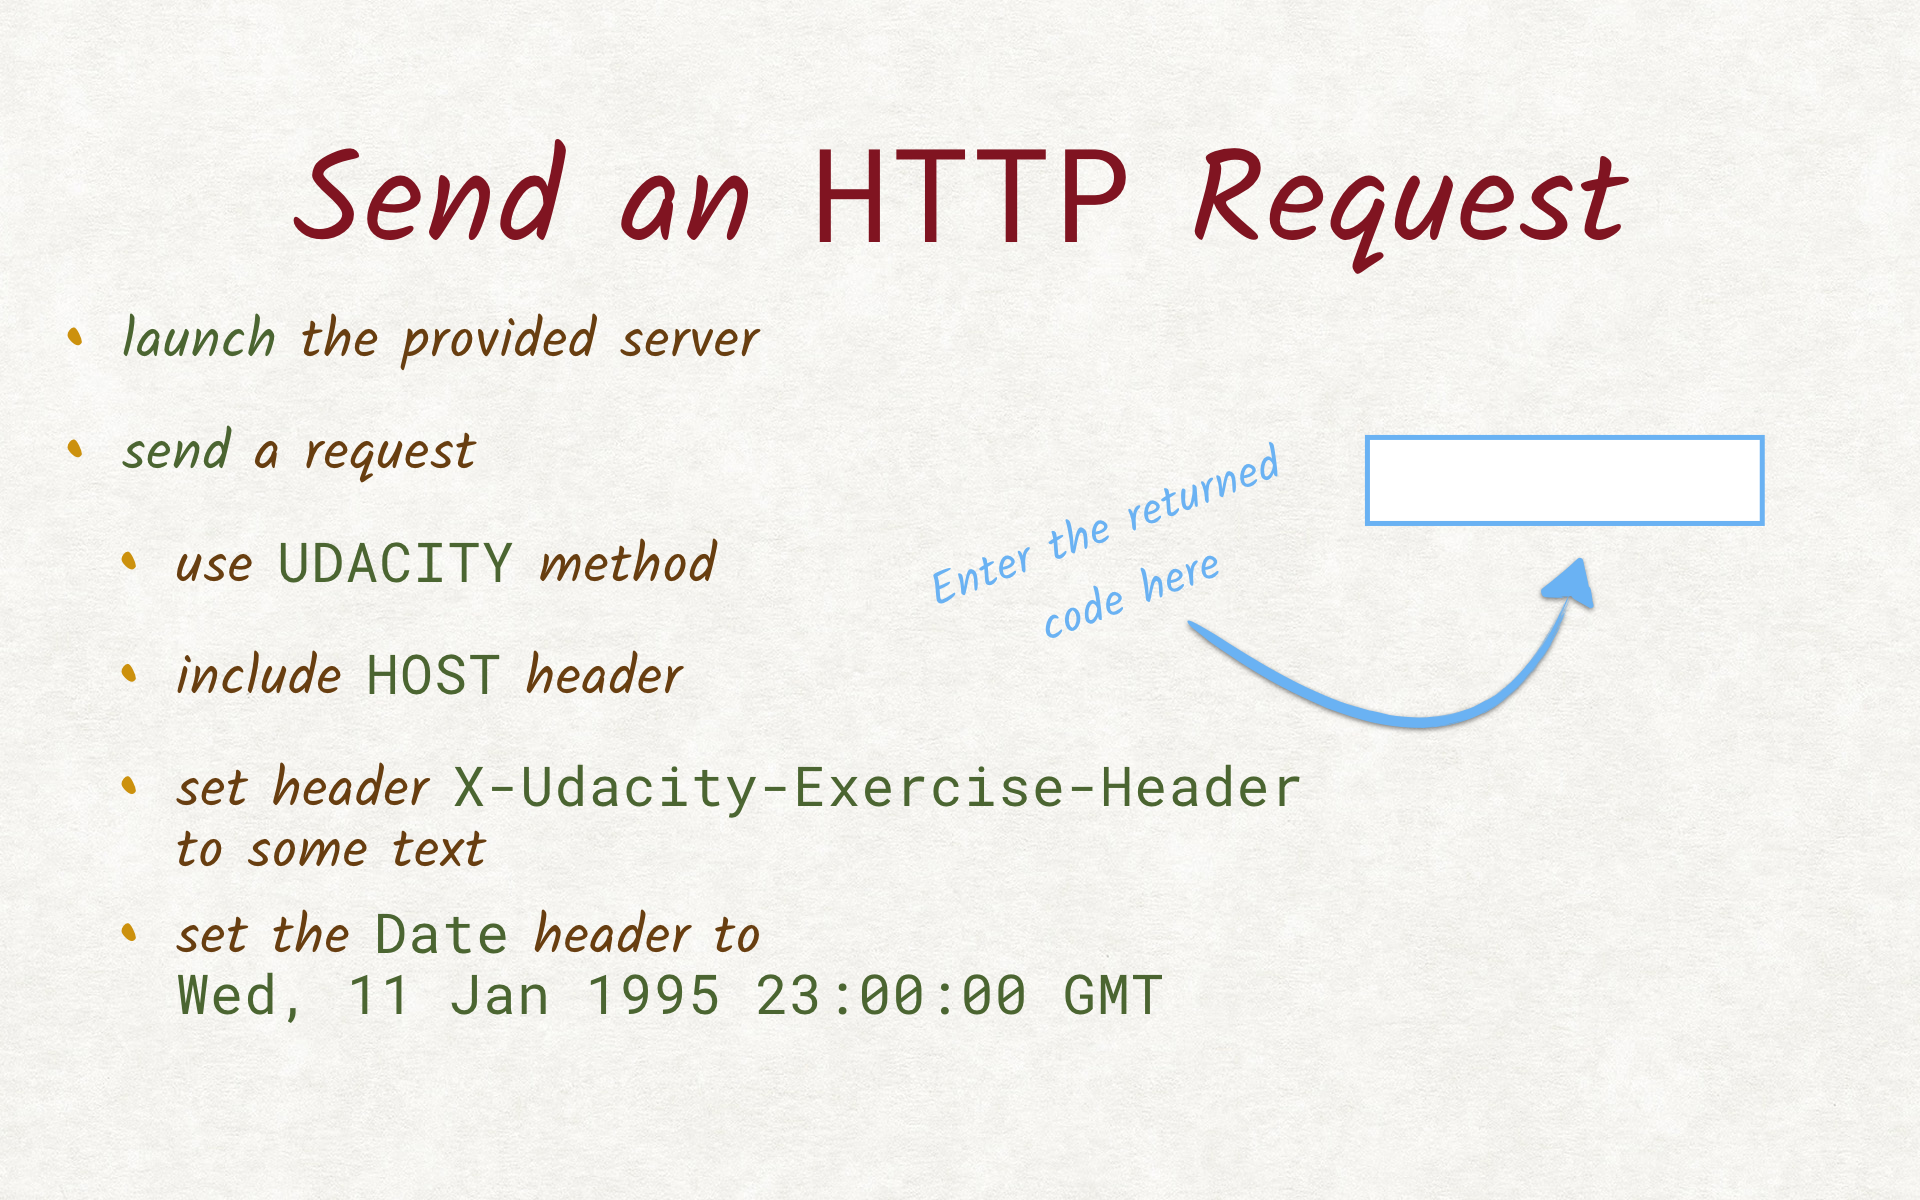 Send an HTTP Request
• launch the provided server
• send a request
• use UDACITY method
• include HOST header
• set header X-Udacity-Exercise-Header
to some text
• set the Date header to
Wed, 11 Jan 1995 23:00:00 GMT
Enter the returned
code here